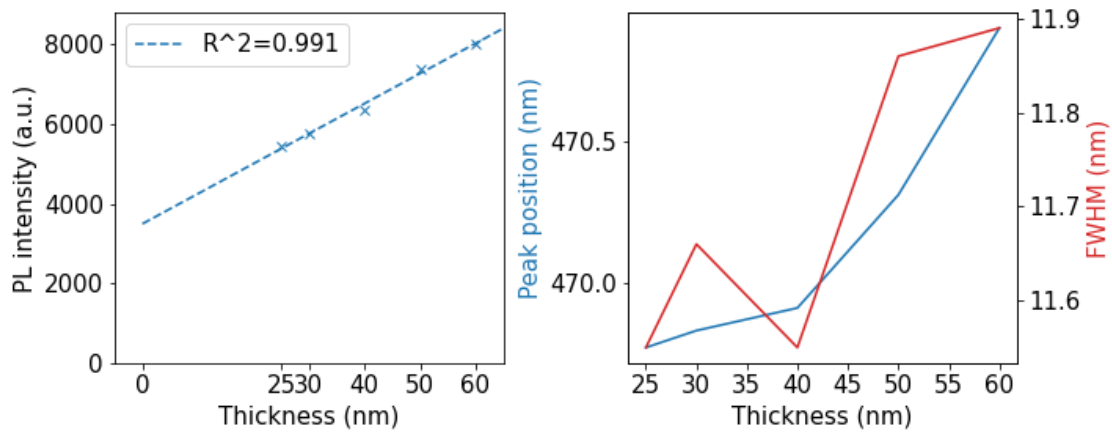 R^2=0.991
PL intensity (a.u.)
8000
6000
4000
2000
0
0 25 30 40 50 60
Thickness (nm)
Peak position (nm)
470.5
470.0
25 30 35 40 45 50 55 60
Thickness (nm)
11.9
11.8
11.7
11.6
FWHM (nm)